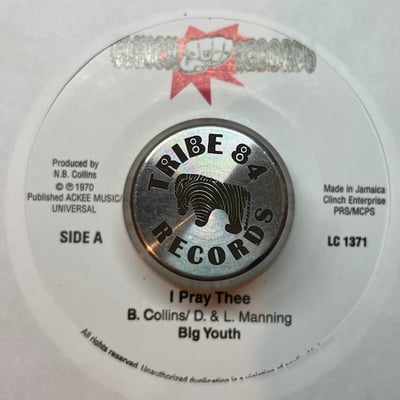 CLINCH RECORDS
Produced by
N.B. Collins
© ℗ 1970
Published ACKEE MUSIC/
UNIVERSAL
SIDE A
TRIBE 84
RECORDS
Made in Jamaica
Clinch Enterprise
PRS/MCPS
LC 1371
I Pray Thee
B. Collins/ D. & L. Manning
Big Youth
All rights reserved. Unauthorized duplication is a violation of